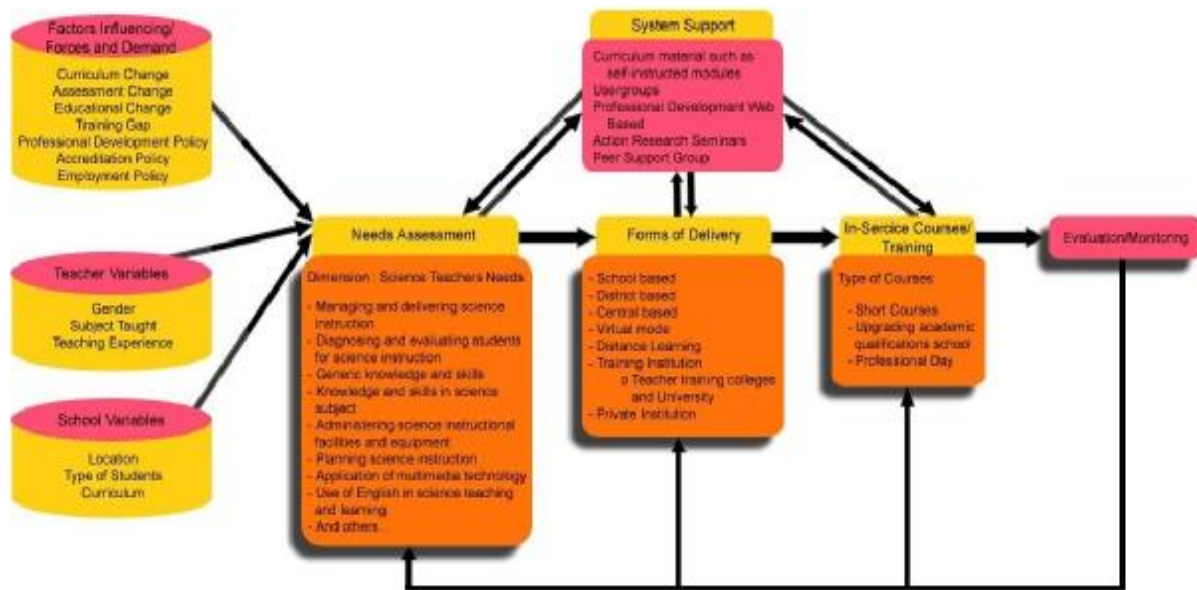 Factors Influencing/
Forces and Demand
Curriculum Change
Assessment Change
Educational Change
Training Gap
Professional Development Policy
Accreditation Policy
Employment Policy
Teacher Variables
Gender
Subject Taught
Teaching Experience
School Variables
Location
Type of Students
Curriculum
System Support
Curriculum material such as
self-instructed modules
Usergroups
Professional Development Web
Based
Action Research Seminars
Peer Support Group
Needs Assessment
Dimension : Science Teachers Needs
- Managing and delivering science
instruction
- Diagnosing and evaluating students
for science instruction
- Generic knowledge and skills
- Knowledge and skills in science
subject
- Administering science instructional
facilities and equipment
- Planning science instruction
- Application of multimedia technology
- Use of English in science teaching
and learning.
- And others...
Forms of Delivery
- School based
- District based
- Central based
- Virtual mode
- Distance Learning
- Training Institution
o Teacher training colleges
and University
- Private Institution
In-Sercice Courses/
Training
Type of Courses:
- Short Courses
- Upgrading academic
qualifications school
- Professional Day
Evaluation/Monitoring